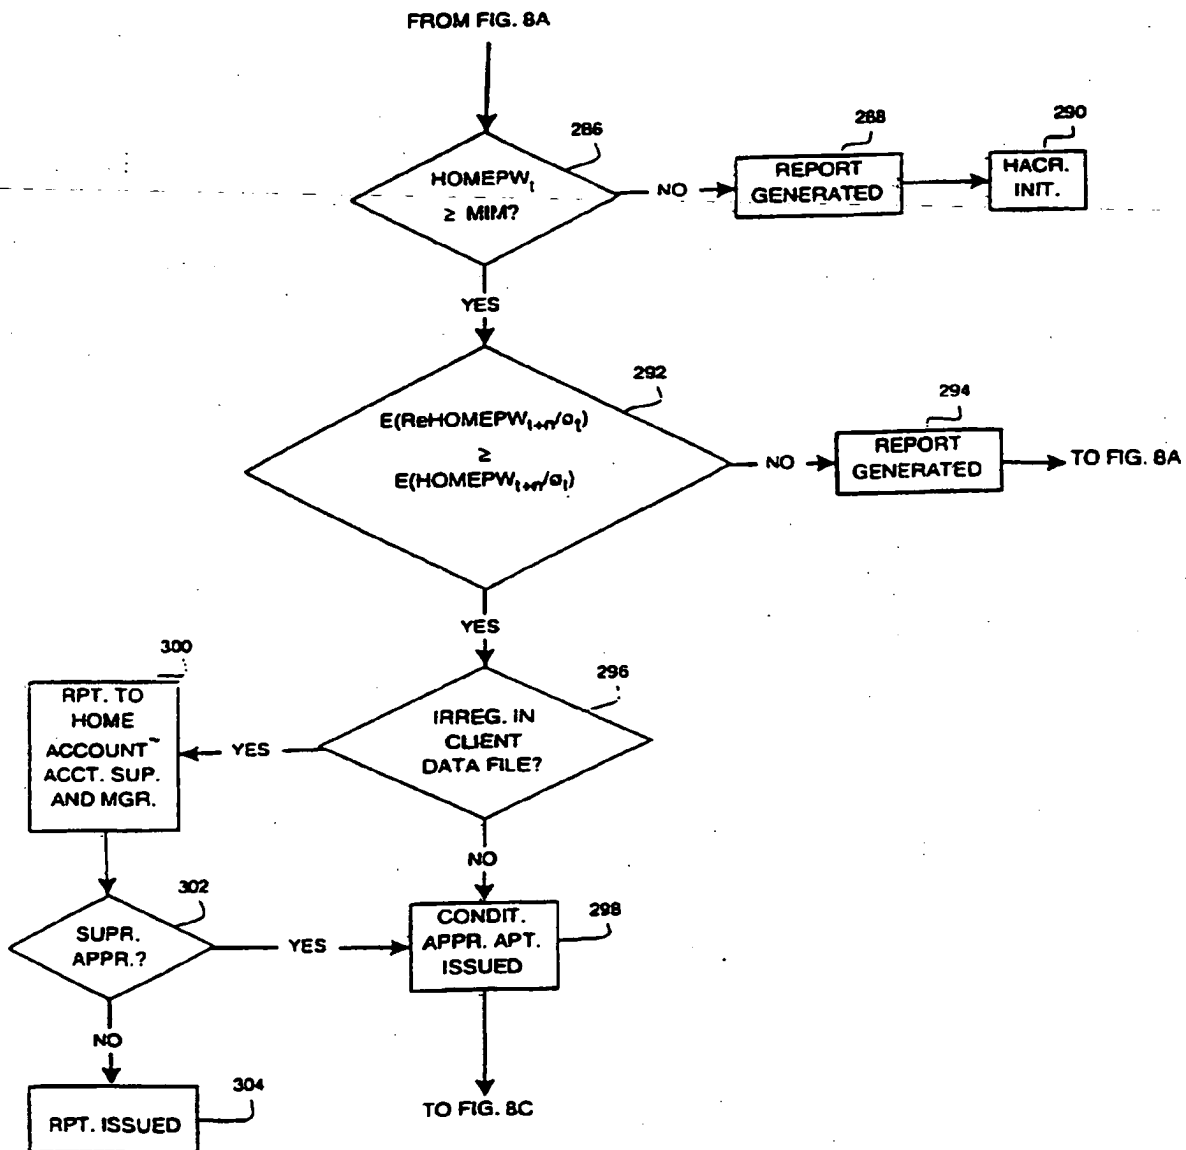 FROM FIG. 8A
286
HOMEPWt
≥ MIM?
NO
288
REPORT
GENERATED
290
HACR.
INIT.
YES
292
E(ReHOMEPWt+n/σt)
≥
E(HOMEPWt+n/σt)
NO
294
REPORT
GENERATED
TO FIG. 8A
YES
296
IRREG. IN
CLIENT
DATA FILE?
YES
300
RPT. TO
HOME
ACCOUNT~
ACCT. SUP.
AND MGR.
NO
302
SUPR.
APPR.?
YES
298
CONDIT.
APPR. APT.
ISSUED
NO
304
RPT. ISSUED
TO FIG. 8C